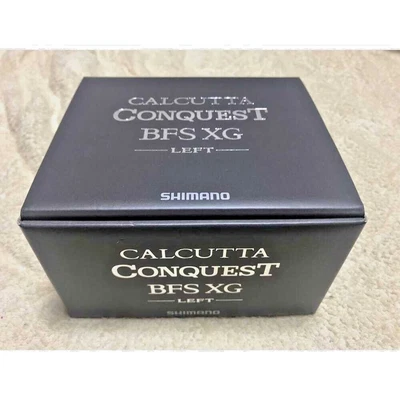 CALCUTTA
CONQUEST
BFS XG
LEFT
SHIMANO
CALCUTTA
CONQUEST
BFS XG
LEFT
SHIMANO